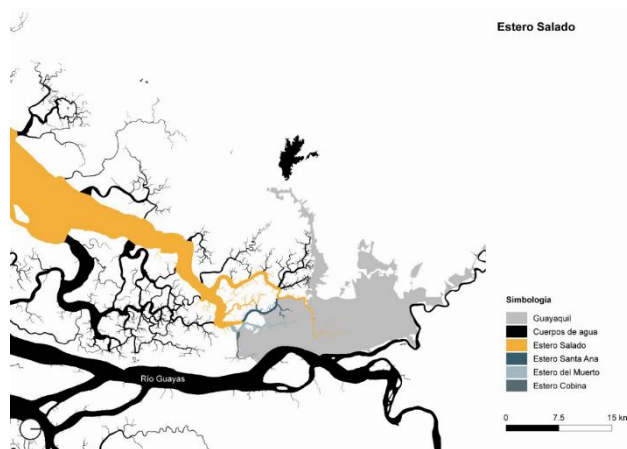 Estero Salado
Río Guayas
Simbología
Guayaquil
Cuerpos de agua
Estero Salado
Estero Santa Ana
Estero del Muerto
Estero Cobina
0 7.5 15 km